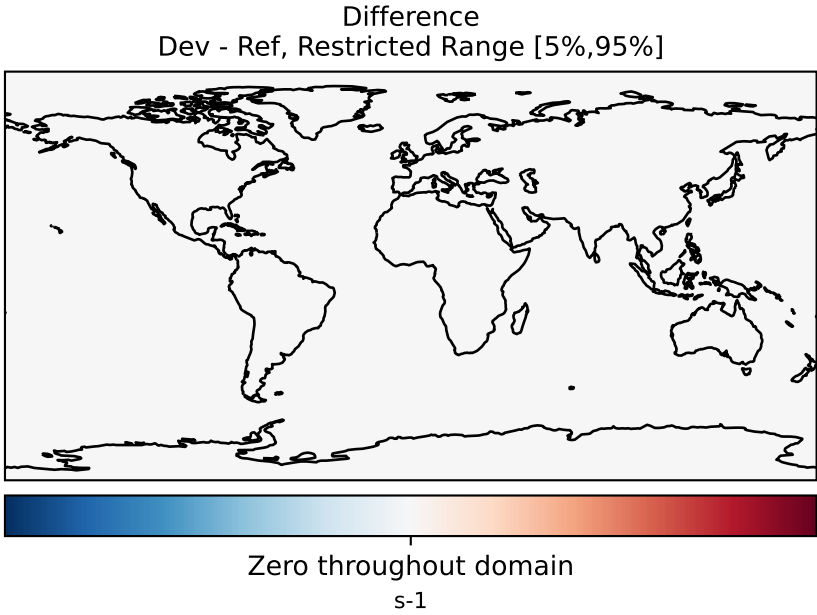 Difference
Dev - Ref, Restricted Range [5%,95%]
Zero throughout domain
s-1